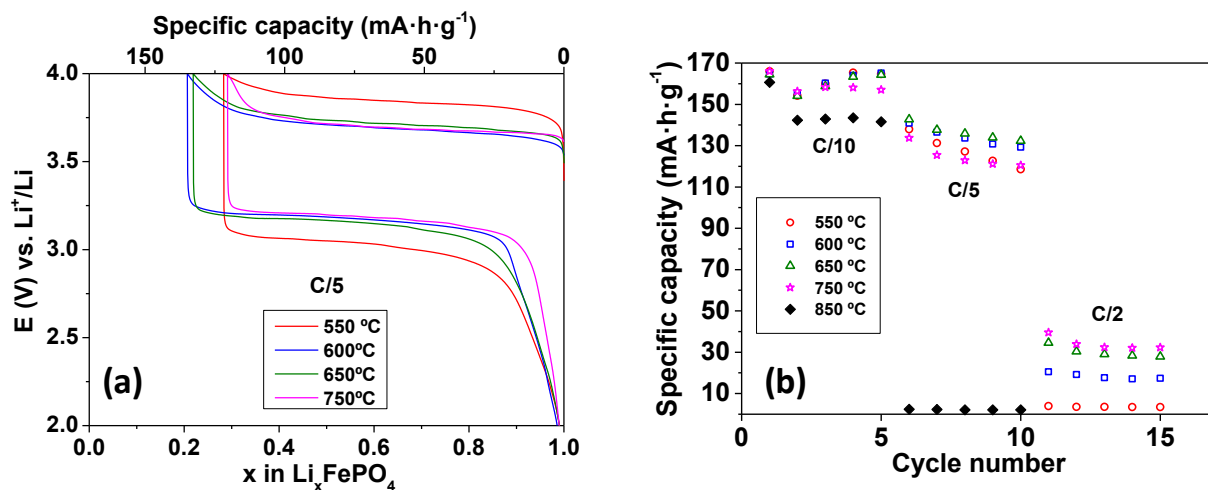 Specific capacity (mA·h·g⁻¹)
150 100 50 0
4.0
3.5
3.0
2.5
2.0
E (V) vs. Li⁺/Li
C/5
550 ºC
600ºC
650ºC
750ºC
(a)
0.0 0.2 0.4 0.6 0.8 1.0
x in LiₓFePO₄
170
150
130
110
90
70
50
30
10
Specific capacity (mA·h·g⁻¹)
C/10
C/5
550 ºC
600 ºC
650 ºC
750 ºC
850 ºC
C/2
(b)
0 5 10 15
Cycle number